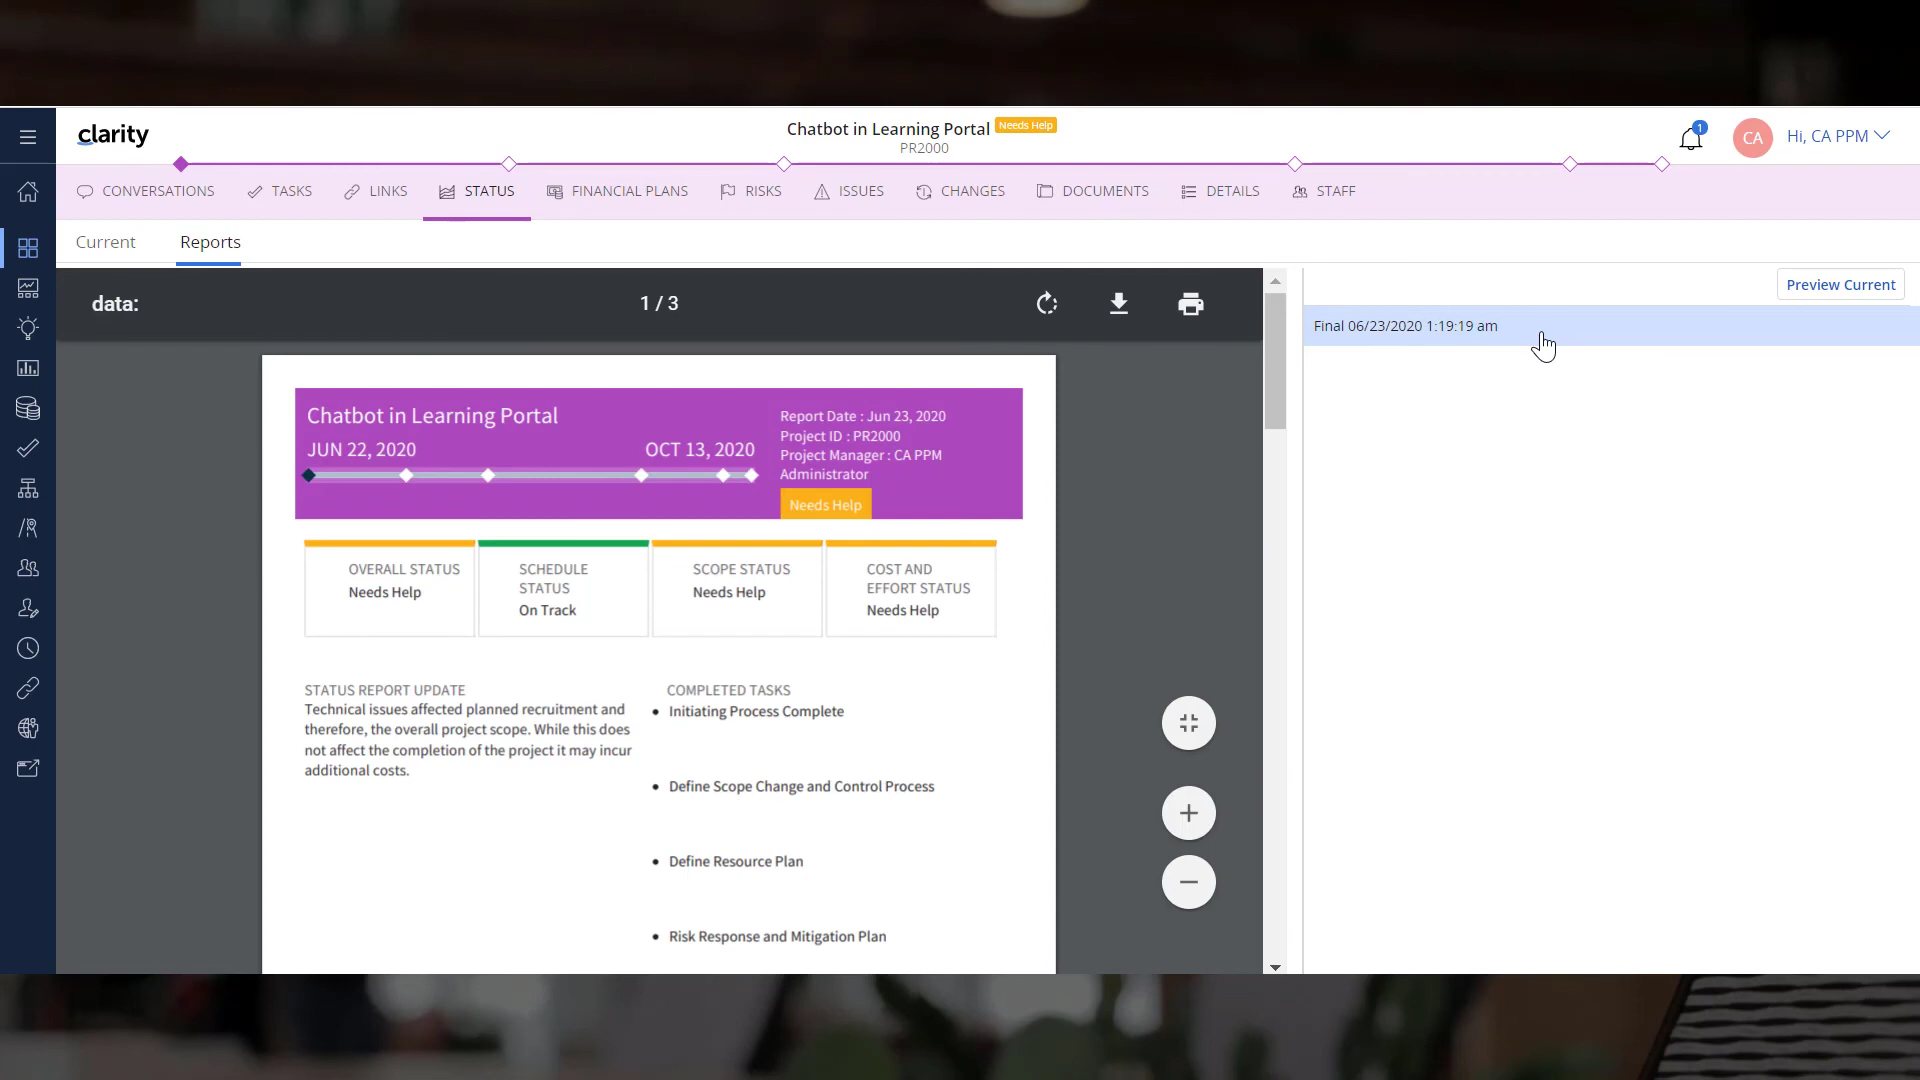 clarity
Chatbot in Learning Portal Needs Help
PR2000
1
CA
Hi, CA PPM
CONVERSATIONS TASKS LINKS STATUS FINANCIAL PLANS RISKS ISSUES CHANGES DOCUMENTS DETAILS STAFF
Current Reports
data: 1 / 3
Preview Current
Final 06/23/2020 1:19:19 am
Chatbot in Learning Portal
JUN 22, 2020 OCT 13, 2020
Report Date : Jun 23, 2020
Project ID : PR2000
Project Manager : CA PPM
Administrator
Needs Help
OVERALL STATUS
Needs Help
SCHEDULE
STATUS
On Track
SCOPE STATUS
Needs Help
COST AND
EFFORT STATUS
Needs Help
STATUS REPORT UPDATE
Technical issues affected planned recruitment and
therefore, the overall project scope. While this does
not affect the completion of the project it may incur
additional costs.
COMPLETED TASKS
• Initiating Process Complete
• Define Scope Change and Control Process
• Define Resource Plan
• Risk Response and Mitigation Plan